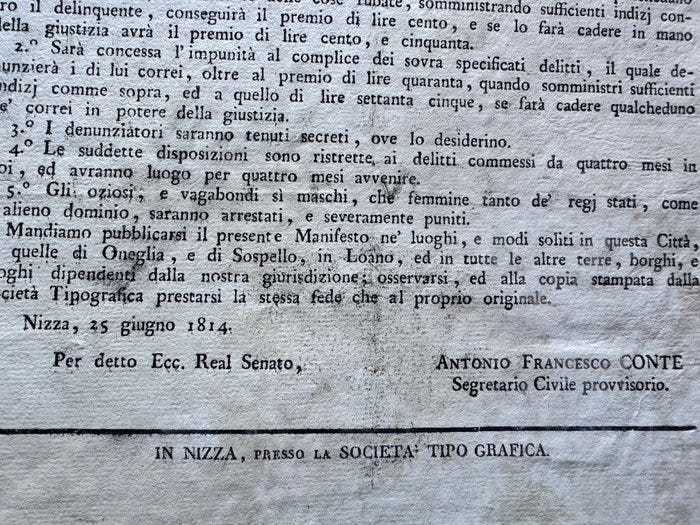 ro il delinquente, conseguirà il premio di lire cento, e se lo farà cadere in mano
della giustizia avrà il premio di lire cento, e cinquanta.
2.º Sarà concessa l'impunità al complice dei sovra specificati delitti, il quale de-
unzierà i di lui correi, oltre al premio di lire quaranta, quando somministri sufficienti
ndizj come sopra, ed a quello di lire settanta cinque, se farà cadere qualcheduno
e' correi in potere della giustizia.
3.º I denunziatori saranno tenuti secreti, ove lo desiderino.
4.º Le suddette disposizioni sono ristrette ai delitti commessi da quattro mesi in
oi, ed avranno luogo per quattro mesi avvenire.
5.º Gli oziosi, e vagabondi sì maschi, che femmine tanto de' regj stati, come
alieno dominio, saranno arrestati, e severamente puniti.
Mandiamo pubblicarsi il presente Manifesto ne' luoghi, e modi soliti in questa Città,
quelle di Oneglia, e di Sospello, in Loano, ed in tutte le altre terre, borghi, e
oghi dipendenti dalla nostra giurisdizione; osservarsi, ed alla copia stampata dalla
ocietà Tipografica prestarsi la stessa fede che al proprio originale.
Nizza, 25 giugno 1814.
Per detto Ecc. Real Senato,
ANTONIO FRANCESCO CONTE
Segretario Civile provvisorio.
IN NIZZA, PRESSO LA SOCIETA' TIPO GRAFICA.